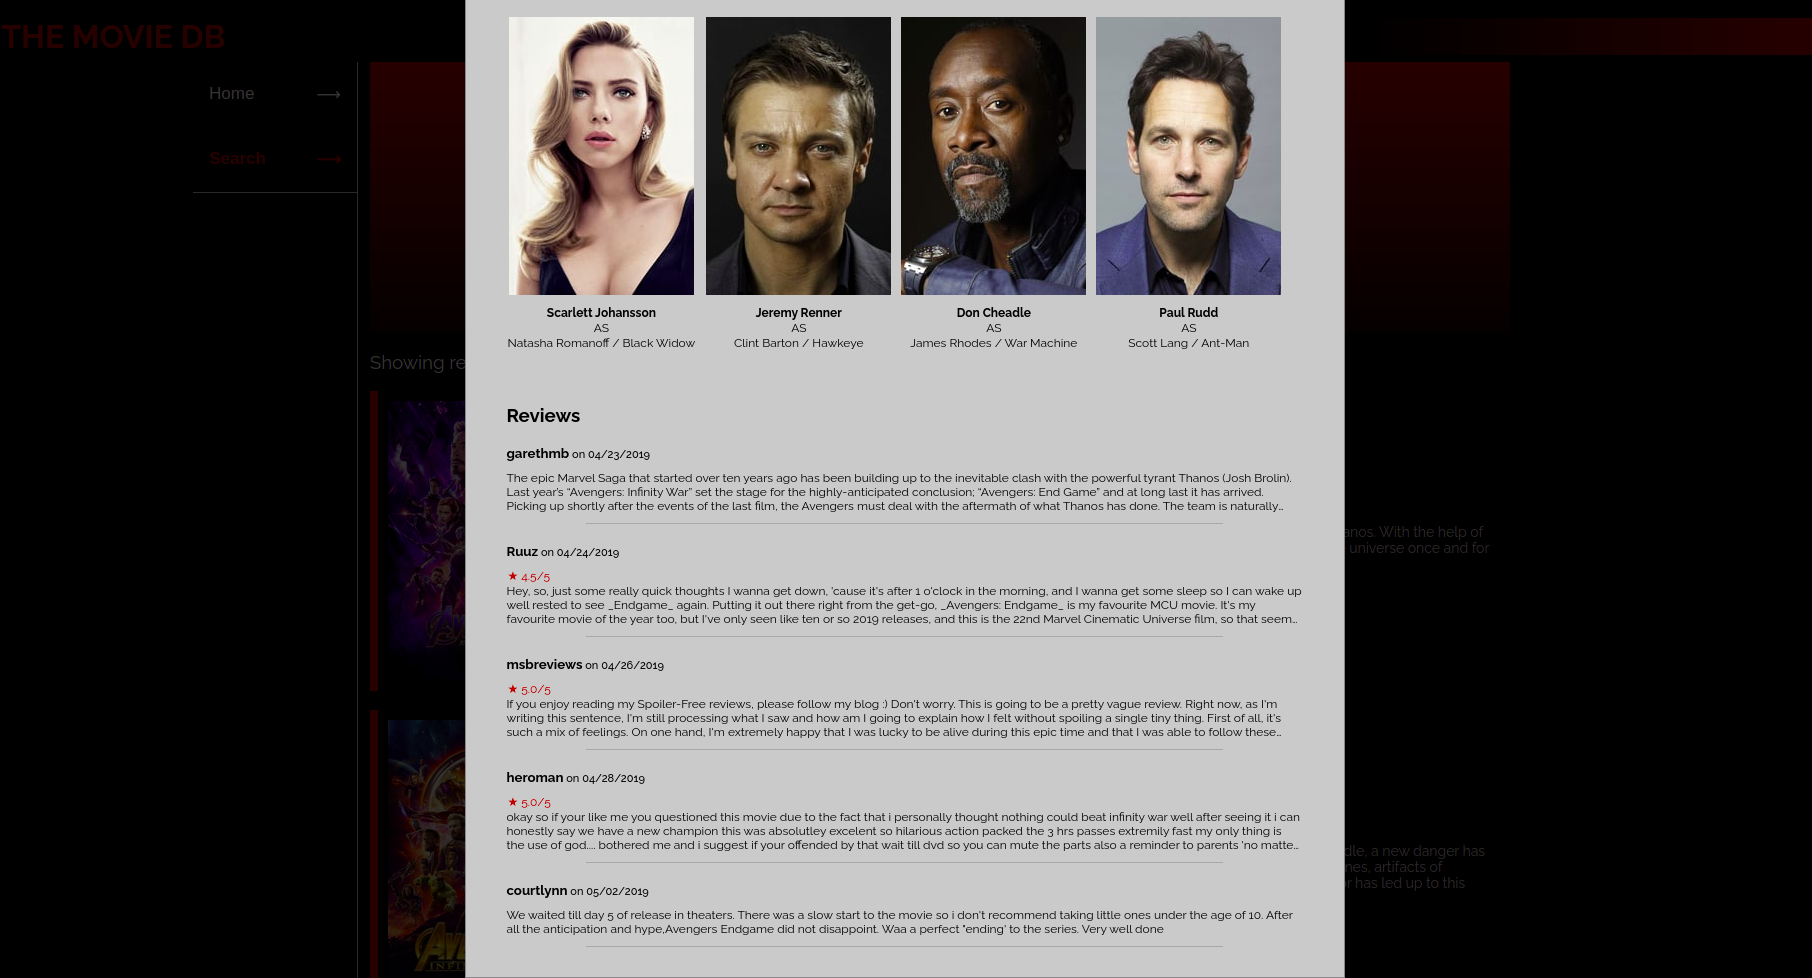 THE MOVIE DB
Home
Search
Showing re
Scarlett Johansson
AS
Natasha Romanoff / Black Widow
Jeremy Renner
AS
Clint Barton / Hawkeye
Don Cheadle
AS
James Rhodes / War Machine
Paul Rudd
AS
Scott Lang / Ant-Man
Reviews
garethmb on 04/23/2019
The epic Marvel Saga that started over ten years ago has been building up to the inevitable clash with the powerful tyrant Thanos (Josh Brolin).
Last year's “Avengers: Infinity War” set the stage for the highly-anticipated conclusion; “Avengers: End Game” and at long last it has arrived.
Picking up shortly after the events of the last film, the Avengers must deal with the aftermath of what Thanos has done. The team is naturally…
Ruuz on 04/24/2019
★ 4.5/5
Hey, so, just some really quick thoughts I wanna get down, 'cause it's after 1 o'clock in the morning, and I wanna get some sleep so I can wake up
well rested to see _Endgame_ again. Putting it out there right from the get-go, _Avengers: Endgame_ is my favourite MCU movie. It's my
favourite movie of the year too, but I've only seen like ten or so 2019 releases, and this is the 22nd Marvel Cinematic Universe film, so that seem…
msbreviews on 04/26/2019
★ 5.0/5
If you enjoy reading my Spoiler-Free reviews, please follow my blog :) Don't worry. This is going to be a pretty vague review. Right now, as I'm
writing this sentence, I'm still processing what I saw and how am I going to explain how I felt without spoiling a single tiny thing. First of all, it's
such a mix of feelings. On one hand, I'm extremely happy that I was lucky to be alive during this epic time and that I was able to follow these…
heroman on 04/28/2019
★ 5.0/5
okay so if your like me you questioned this movie due to the fact that i personally thought nothing could beat infinity war well after seeing it i can
honestly say we have a new champion this was absolutley excelent so hilarious action packed the 3 hrs passes extremily fast my only thing is
the use of god.... bothered me and i suggest if your offended by that wait till dvd so you can mute the parts also a reminder to parents 'no matte…
courtlynn on 05/02/2019
We waited till day 5 of release in theaters. There was a slow start to the movie so i don't recommend taking little ones under the age of 10. After
all the anticipation and hype,Avengers Endgame did not disappoint. Waa a perfect "ending' to the series. Very well done
anos. With the help of
universe once and for
dle, a new danger has
nes, artifacts of
or has led up to this